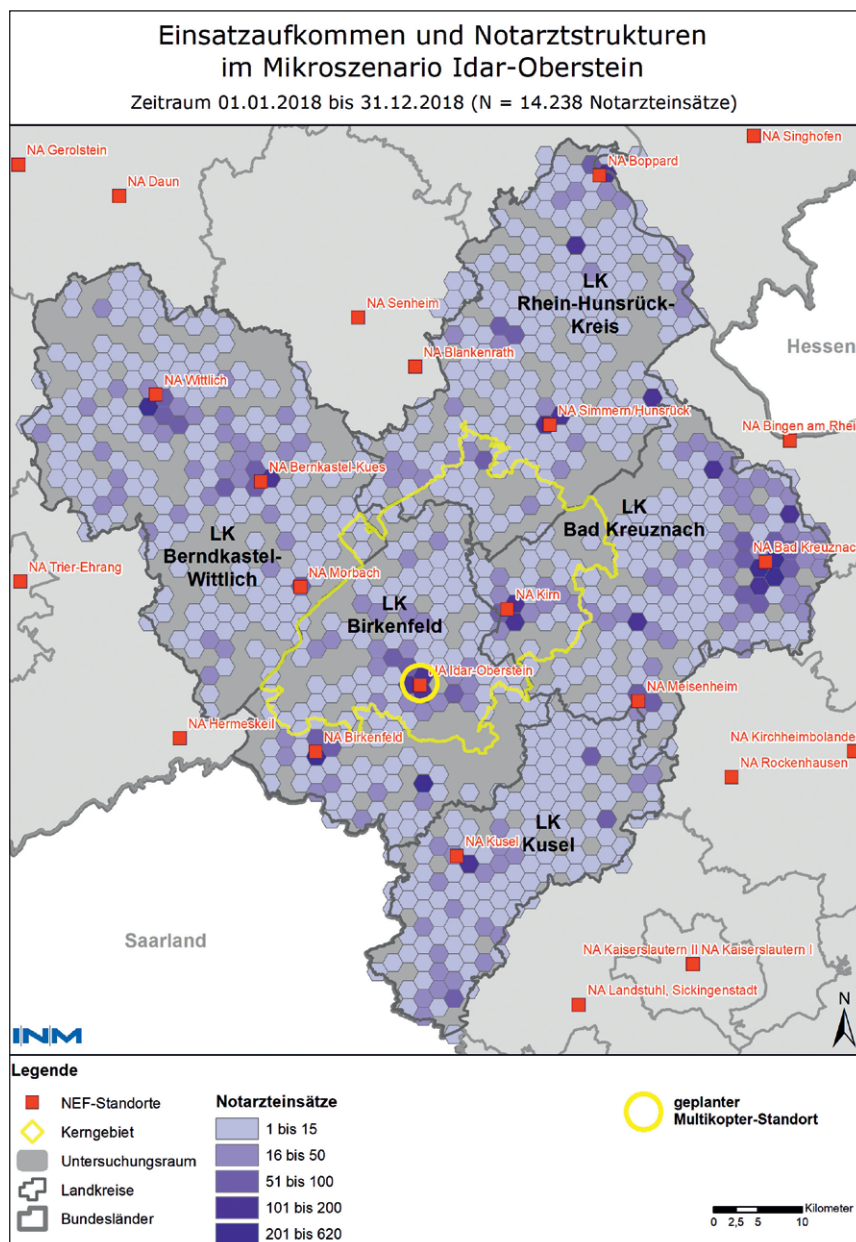 Einsatzaufkommen und Notarztstrukturen
im Mikroszenario Idar-Oberstein
Zeitraum 01.01.2018 bis 31.12.2018 (N = 14.238 Notarzteinsätze)
NA Singhofen
NA Gerolstein
NA Boppard
NA Daun
LK
Rhein-Hunsrück-
Kreis
NA Senheim
Hessen
NA Blankenrath
NA Wittlich
NA Simmern/Hunsrück
NA Bingen am Rhei
NA Bernkastel-Kues
LK
Bad Kreuznach
LK
Berndkastel-
Wittlich
NA Bad Kreuznach
NA Trier-Ehrang
NA Morbach
NA Kirn
LK
Birkenfeld
NA Idar-Oberstein
NA Meisenheim
NA Hermeskeil
NA Birkenfeld
NA Kirchheimbolande
NA Rockenhausen
LK
Kusel
NA Kusel
Saarland
NA Kaiserslautern II NA Kaiserslautern I
NA Landstuhl, Sickingenstadt
N
INM
Legende
NEF-Standorte
Kerngebiet
Untersuchungsraum
Landkreise
Bundesländer
Notarzteinsätze
1 bis 15
16 bis 50
51 bis 100
101 bis 200
201 bis 620
geplanter
Multikopter-Standort
Kilometer
0 2,5 5 10